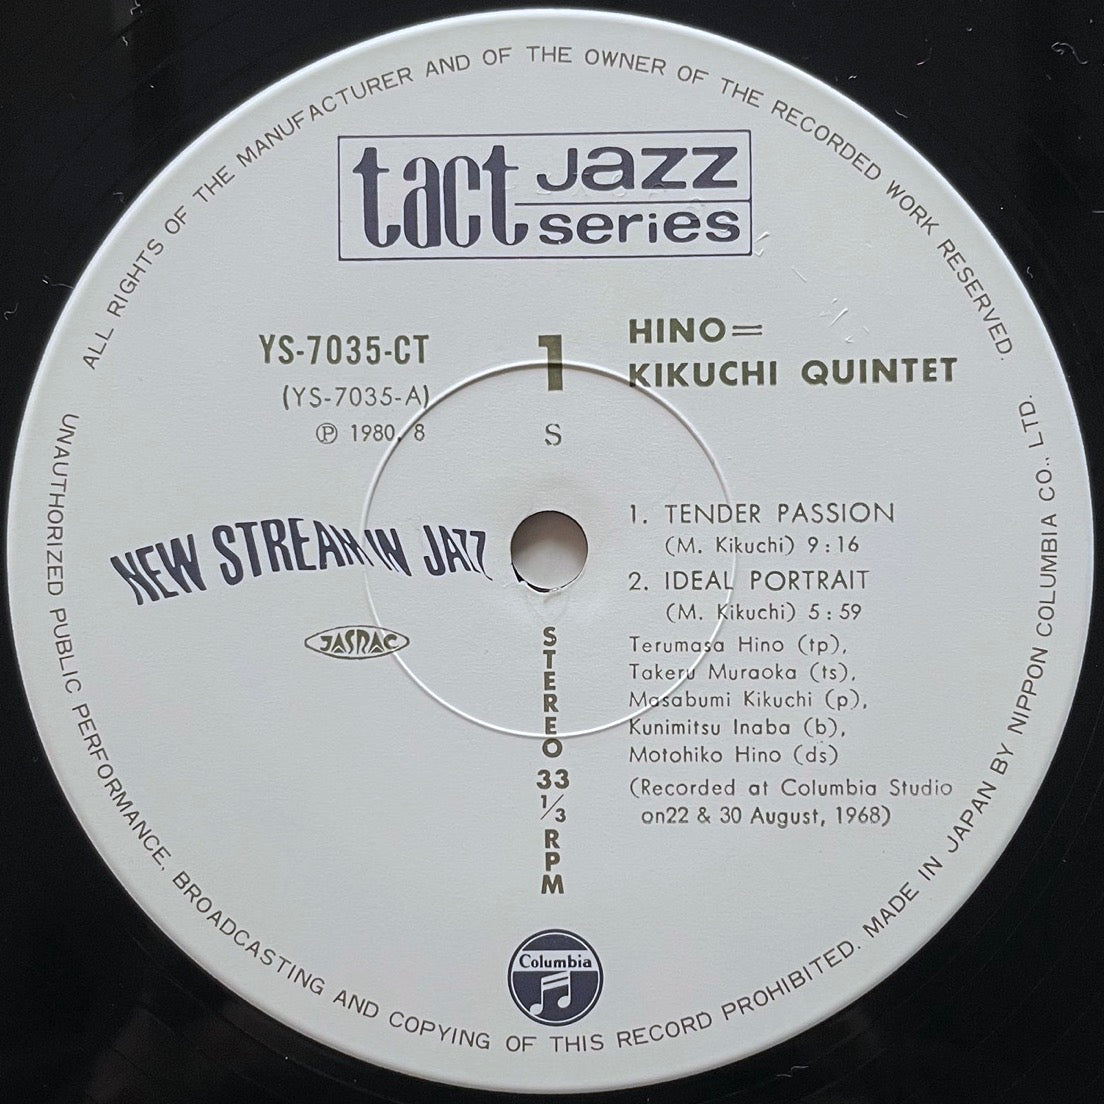 ALL RIGHTS OF THE MANUFACTURER AND OF THE OWNER OF THE RECORDED WORK RESERVED.
tact jazz series
YS-7035-CT
(YS-7035-A)
Ⓟ 1980. 8
1
S
HINO=
KIKUCHI QUINTET
NEW STREAM IN JAZZ
JASRAC
1. TENDER PASSION
(M. Kikuchi) 9:16
2. IDEAL PORTRAIT
(M. Kikuchi) 5:59
Terumasa Hino (tp),
Takeru Muraoka (ts),
Masabumi Kikuchi (p),
Kunimitsu Inaba (b),
Motohiko Hino (ds)
(Recorded at Columbia Studio
on22 & 30 August, 1968)
STEREO 33 1/3 RPM
Columbia
UNAUTHORIZED PUBLIC PERFORMANCE, BROADCASTING AND COPYING OF THIS RECORD PROHIBITED. MADE IN JAPAN BY NIPPON COLUMBIA CO., LTD.